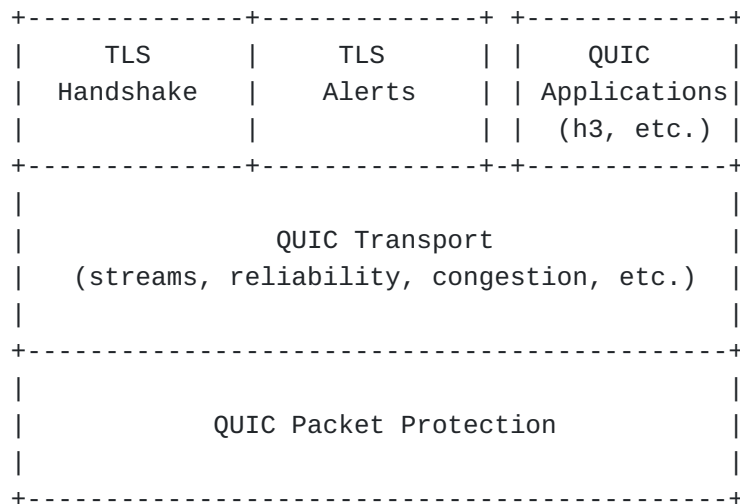 +--------------+--------------+ +-------------+
|     TLS      |     TLS      | |    QUIC     |
|  Handshake   |    Alerts    | | Applications|
|              |              | |  (h3, etc.) |
+--------------+--------------+-+-------------+
|                                             |
|                QUIC Transport               |
|   (streams, reliability, congestion, etc.)  |
|                                             |
+---------------------------------------------+
|                                             |
|            QUIC Packet Protection           |
|                                             |
+---------------------------------------------+